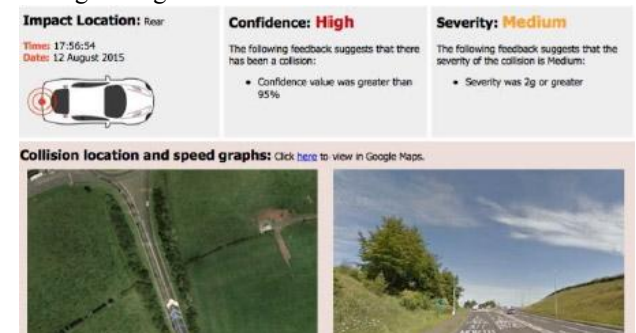 Impact Location: Rear
Time: 17:56:54
Date: 12 August 2015
Confidence: High
The following feedback suggests that there
has been a collision:
• Confidence value was greater than
95%
Severity: Medium
The following feedback suggests that the
severity of the collision is Medium:
• Severity was 2g or greater
Collision location and speed graphs: Click here to view in Google Maps.